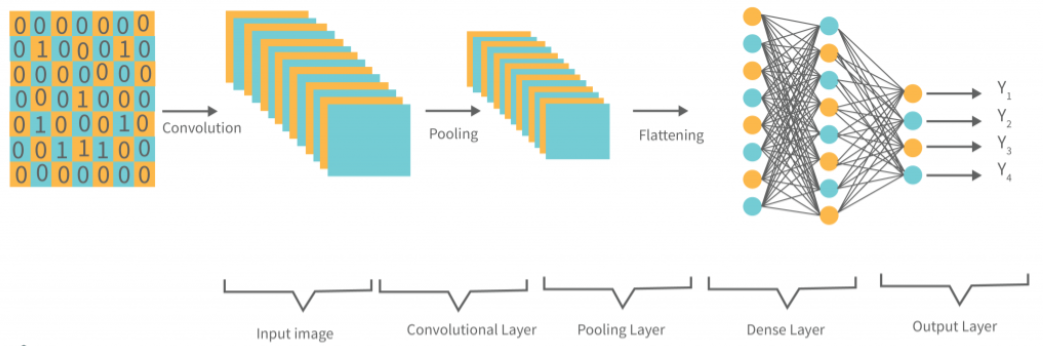 0 0 0 0 0 0 0
0 1 0 0 0 1 0
0 0 0 0 0 0 0
0 0 0 1 0 0 0
0 1 0 0 0 1 0
0 0 1 1 1 0 0
0 0 0 0 0 0 0
Convolution
Pooling
Flattening
Y1
Y2
Y3
Y4
Input image
Convolutional Layer
Pooling Layer
Dense Layer
Output Layer